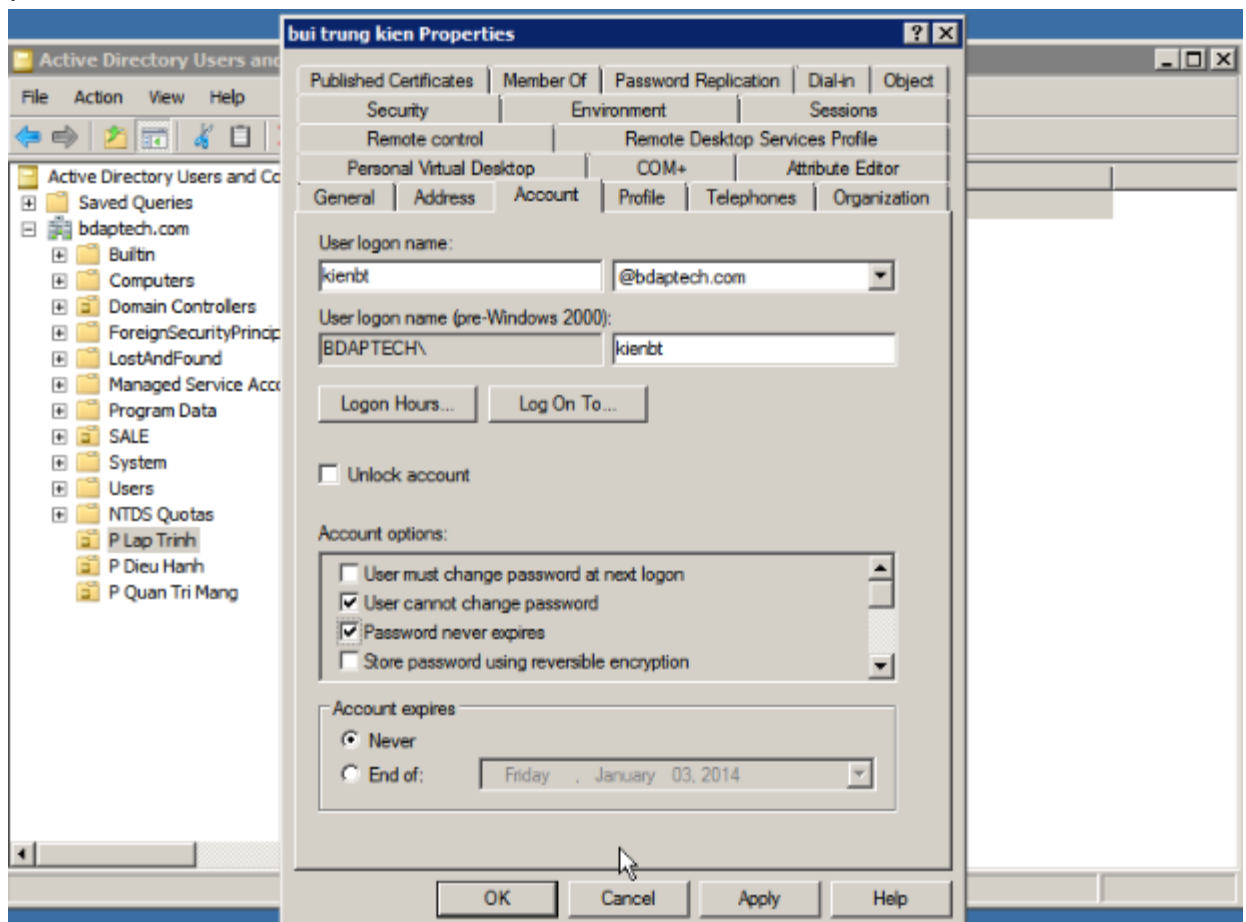 bui trung kien Properties
Active Directory Users and
File Action View Help
Active Directory Users and Co
Saved Queries
bdaptech.com
Builtin
Computers
Domain Controllers
ForeignSecurityPrincip
LostAndFound
Managed Service Acco
Program Data
SALE
System
Users
NTDS Quotas
P Lap Trinh
P Dieu Hanh
P Quan Tri Mang
Published Certificates Member Of Password Replication Dial-in Object
Security Environment Sessions
Remote control Remote Desktop Services Profile
Personal Virtual Desktop COM+ Attribute Editor
General Address Account Profile Telephones Organization
User logon name:
kienbt @bdaptech.com
User logon name (pre-Windows 2000):
BDAPTECH\ kienbt
Logon Hours... Log On To...
Unlock account
Account options:
User must change password at next logon
User cannot change password
Password never expires
Store password using reversible encryption
Account expires
Never
End of: Friday , January 03, 2014
OK Cancel Apply Help